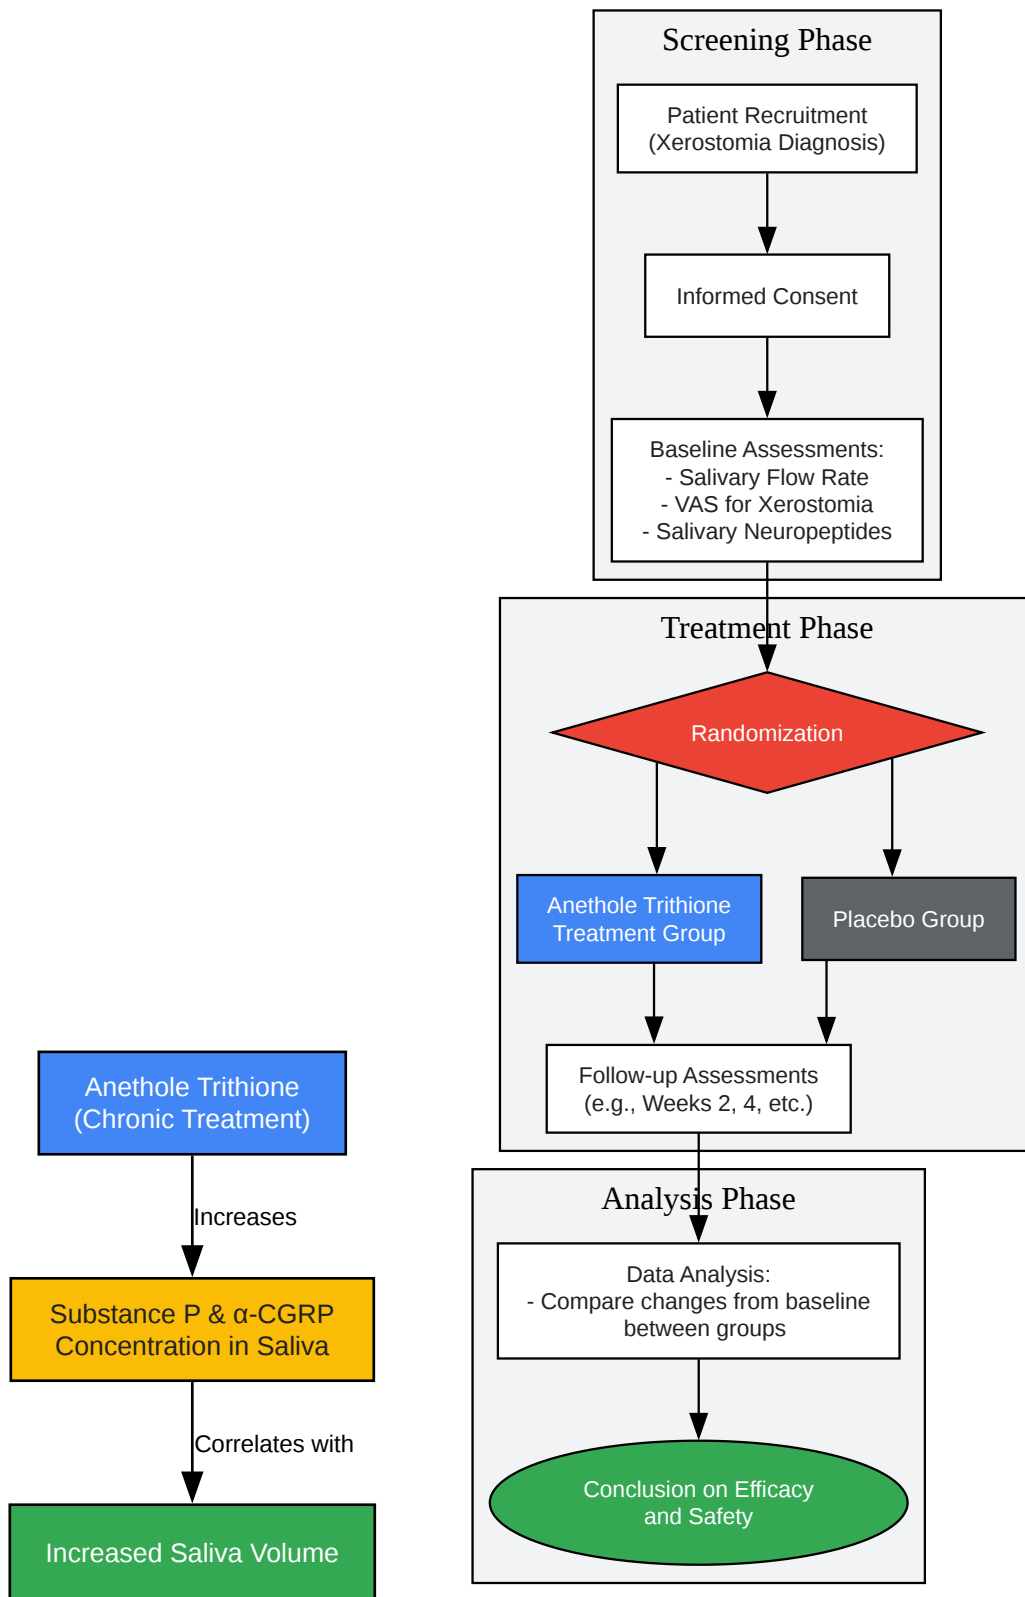 Screening Phase
Patient Recruitment
(Xerostomia Diagnosis)
Informed Consent
Baseline Assessments:
- Salivary Flow Rate
- VAS for Xerostomia
- Salivary Neuropeptides
Treatment Phase
Randomization
Anethole Trithione
Treatment Group
Placebo Group
Follow-up Assessments
(e.g., Weeks 2, 4, etc.)
Analysis Phase
Data Analysis:
- Compare changes from baseline
between groups
Conclusion on Efficacy
and Safety
Anethole Trithione
(Chronic Treatment)
Increases
Substance P & α-CGRP
Concentration in Saliva
Correlates with
Increased Saliva Volume